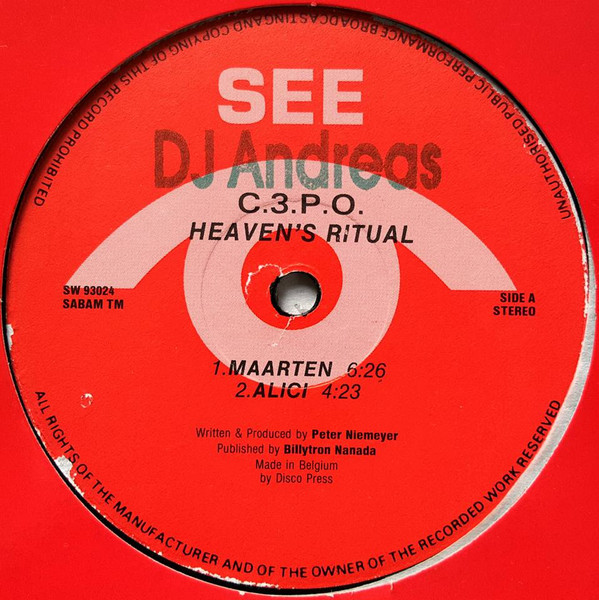 UNAUTHORISED PUBLIC PERFORMANCE BROADCASTING AND COPYING OF THIS RECORD PROHIBITED
SEE
DJ Andreas
C.3.P.O.
HEAVEN'S RITUAL
SW 93024
SABAM TM
SIDE A
STEREO
1.MAARTEN 6:26
2.ALICI 4:23
Written & Produced by Peter Niemeyer
Published by Billytron Nanada
Made in Belgium
by Disco Press
ALL RIGHTS OF THE MANUFACTURER AND OF THE OWNER OF THE RECORDED WORK RESERVED